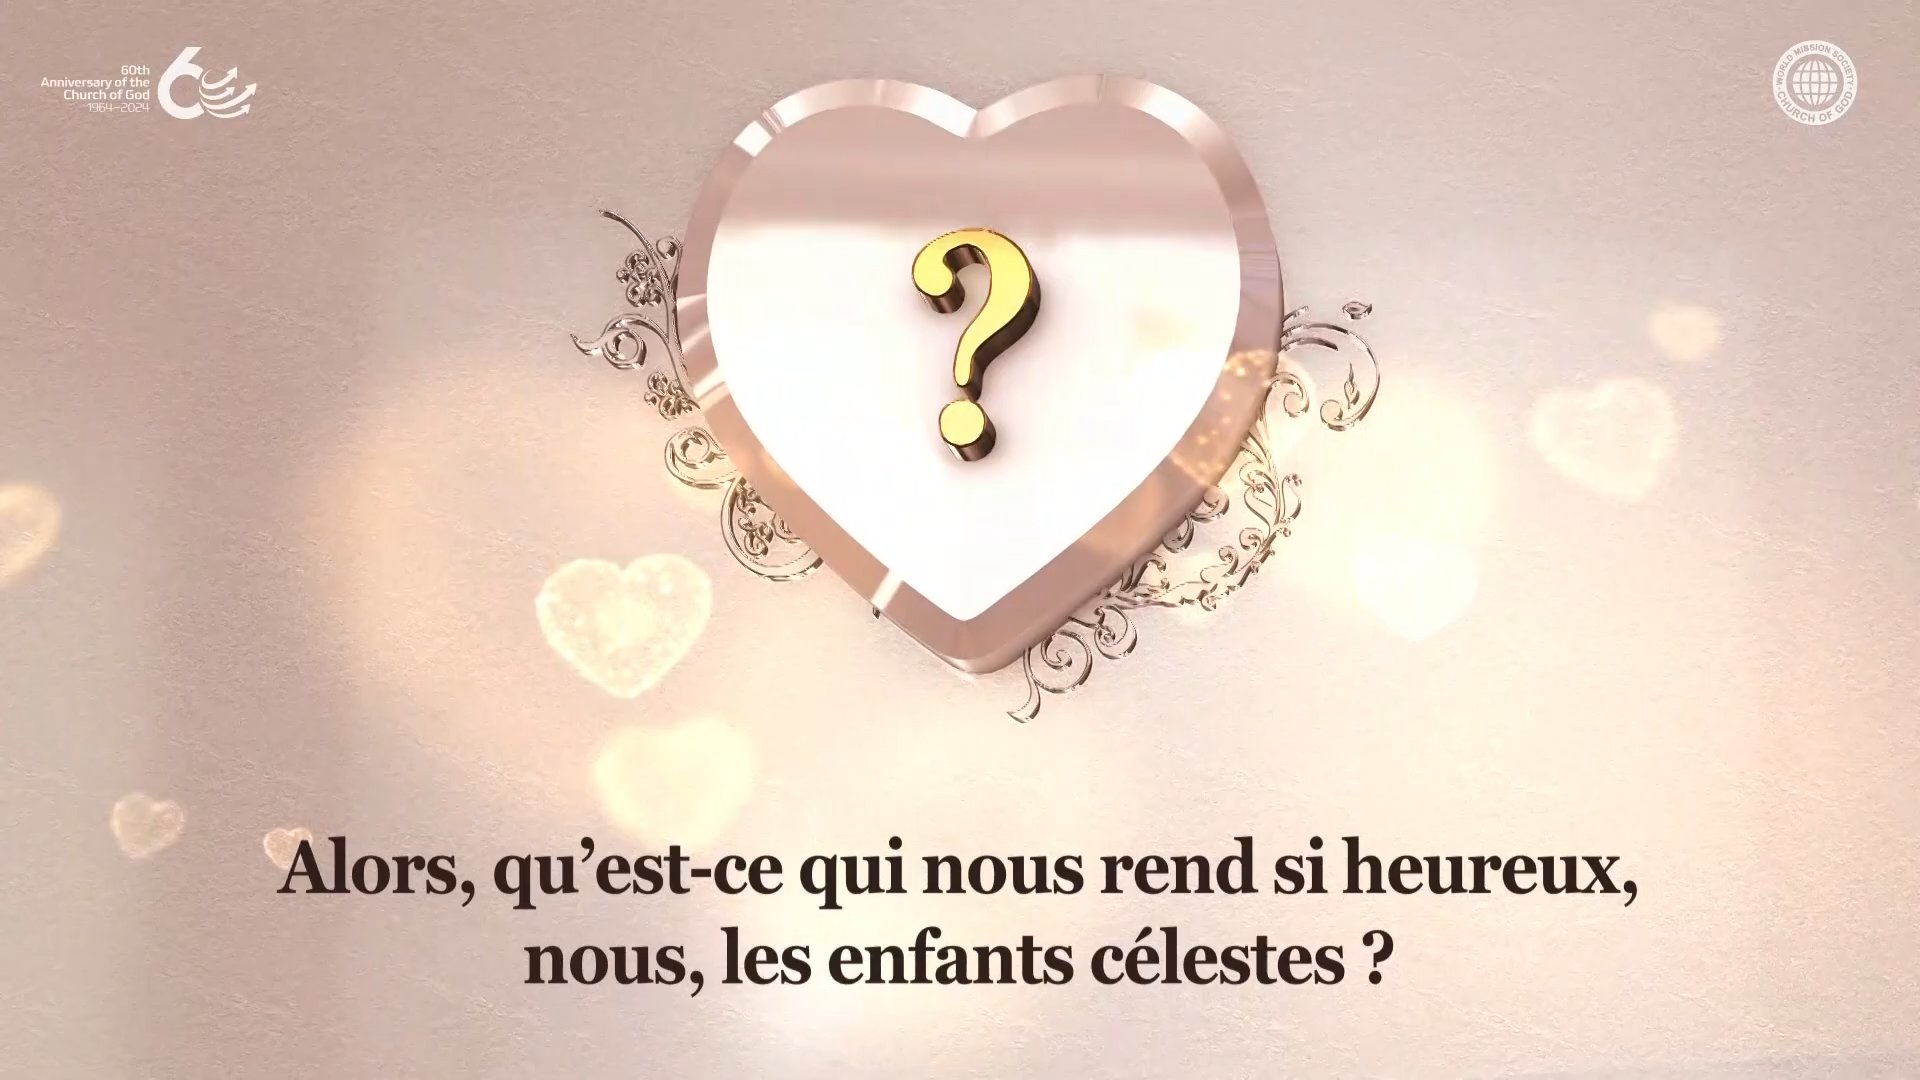 60th
Anniversary of the
Church of God
1964–2024
60
WORLD MISSION SOCIETY
CHURCH OF GOD
?
Alors, qu’est-ce qui nous rend si heureux,
nous, les enfants célestes ?